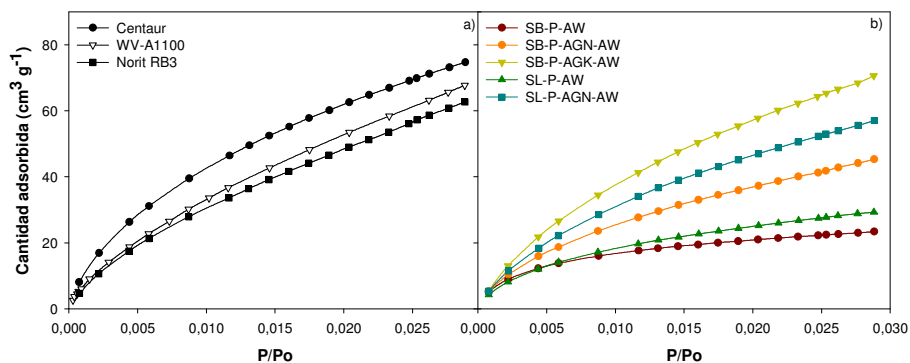 a)
Centaur
WV-A1100
Norit RB3
b)
SB-P-AW
SB-P-AGN-AW
SB-P-AGK-AW
SL-P-AW
SL-P-AGN-AW
Cantidad adsorbida (cm³ g⁻¹)
80
60
40
20
0
0,000 0,005 0,010 0,015 0,020 0,025 0,000 0,005 0,010 0,015 0,020 0,025 0,030
P/Po P/Po